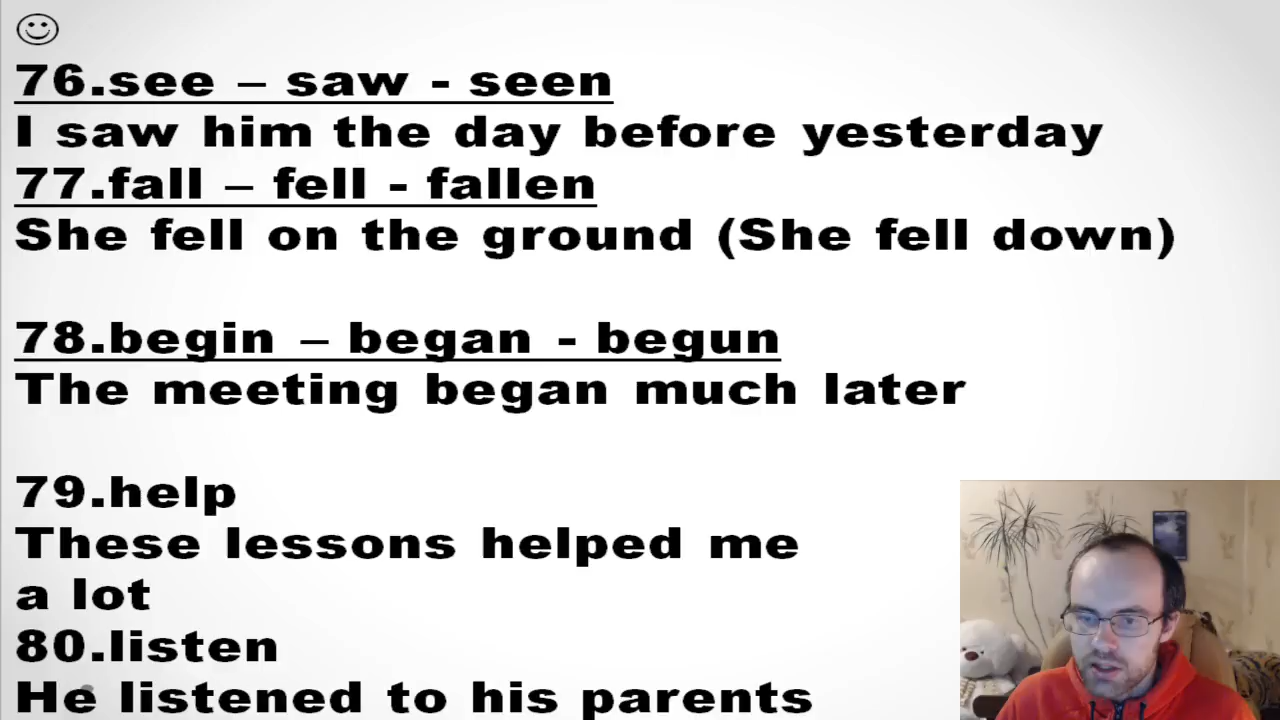 76.see – saw - seen
I saw him the day before yesterday
77.fall – fell - fallen
She fell on the ground (She fell down)
78.begin – began - begun
The meeting began much later
79.help
These lessons helped me
a lot
80.listen
He listened to his parents